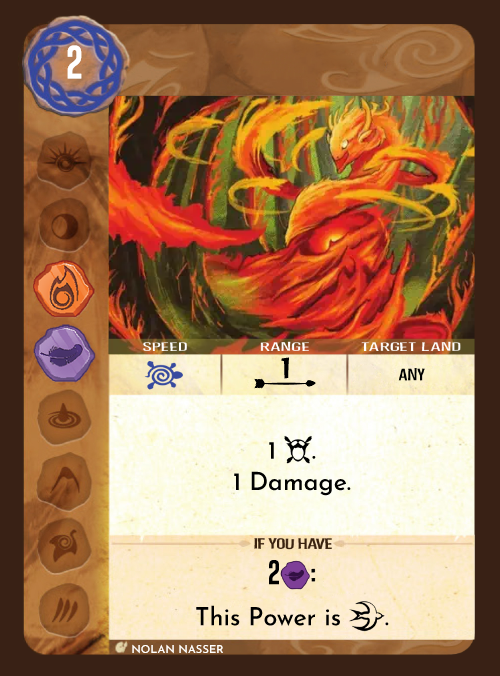 2
SPEED RANGE TARGET LAND
1 ANY
1 .
1 Damage.
IF YOU HAVE
2 :
This Power is .
NOLAN NASSER